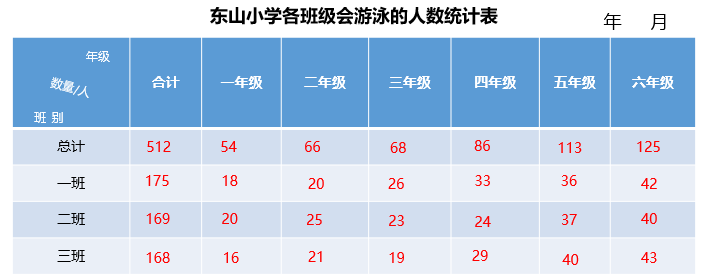 东山小学各班级会游泳的人数统计表
年 月
年级
数量/人
班 别
合计 一年级 二年级 三年级 四年级 五年级 六年级
总计 512 54 66 68 86 113 125
一班 175 18 20 26 33 36 42
二班 169 20 25 23 24 37 40
三班 168 16 21 19 29 40 43